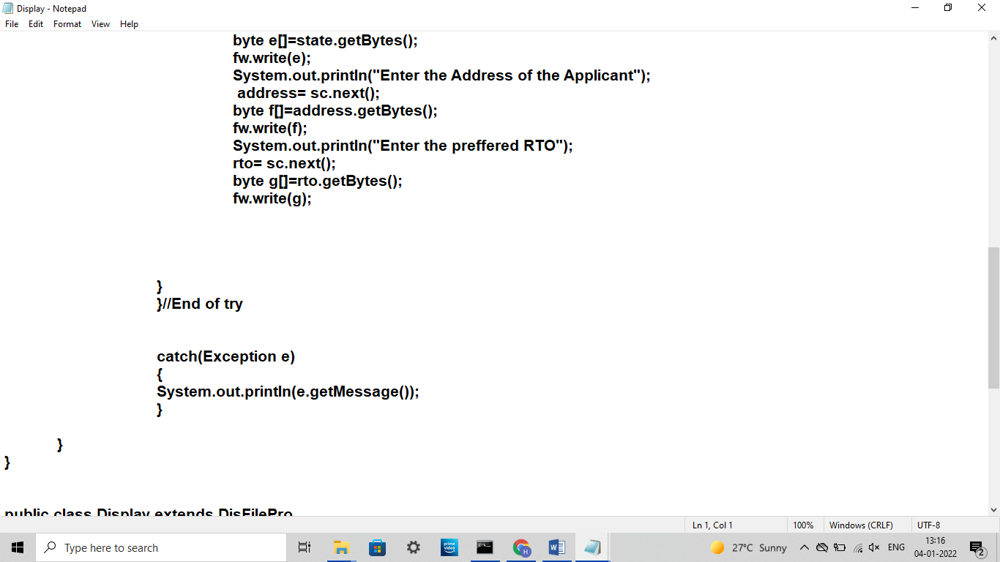 Display - Notepad
File Edit Format View Help
byte e[]=state.getBytes();
fw.write(e);
System.out.println("Enter the Address of the Applicant");
address= sc.next();
byte f[]=address.getBytes();
fw.write(f);
System.out.println("Enter the preffered RTO");
rto= sc.next();
byte g[]=rto.getBytes();
fw.write(g);
}
}//End of try
catch(Exception e)
{
System.out.println(e.getMessage());
}
}
}
public class Display extends DisFilePro
Ln 1, Col 1 100% Windows (CRLF) UTF-8
Type here to search
prime video
C:\
H
W
27°C Sunny
ENG
13:16
04-01-2022
2